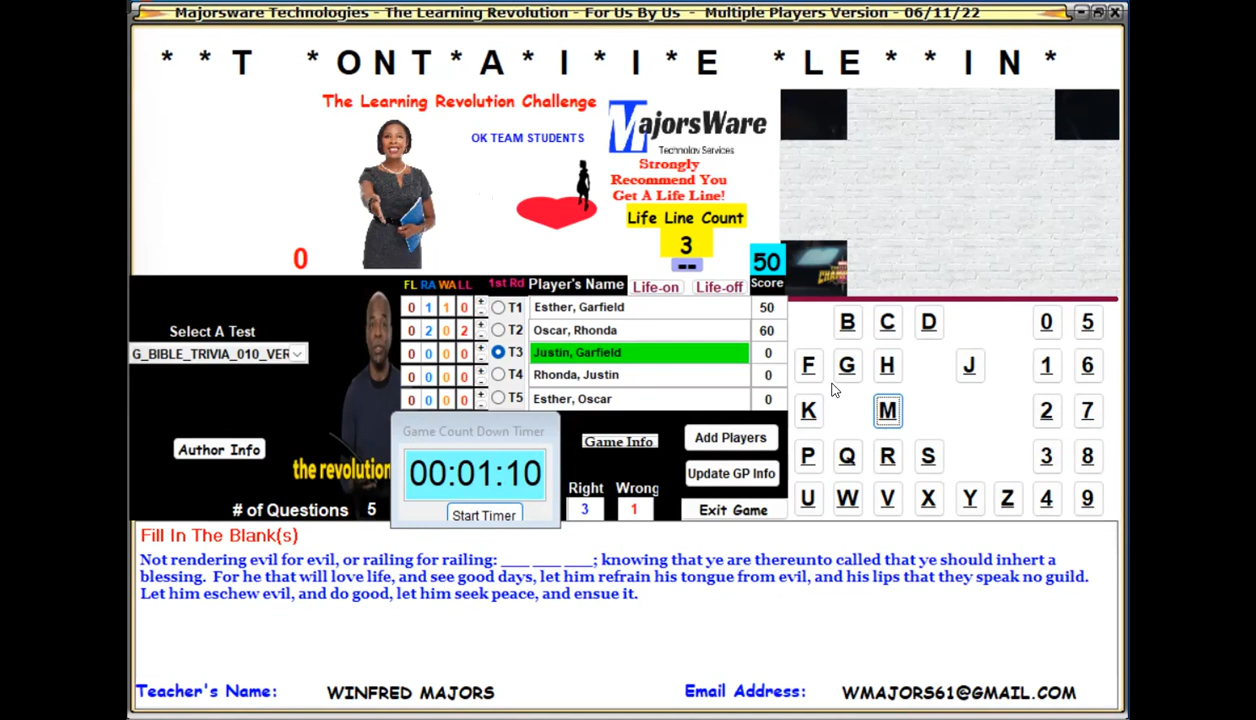 Majorsware Technologies - The Learning Revolution - For Us By Us - Multiple Players Version - 06/11/22
* * T * O N T * A * I * I * E * L E * * I N *
The Learning Revolution Challenge
OK TEAM STUDENTS
MajorsWare
Technology Services
Strongly
Recommend You
Get A Life Line!
Life Line Count
3
--
0
50
Score
FL RA WA LL 1st Rd Player's Name Life-on Life-off
0 1 1 0 + - T1 Esther, Garfield 50
0 2 0 2 + - T2 Oscar, Rhonda 60
0 0 0 0 + - T3 Justin, Garfield 0
0 0 0 0 + - T4 Rhonda, Justin 0
0 0 0 0 + - T5 Esther, Oscar 0
Select A Test
G_BIBLE_TRIVIA_010_VER
Author Info
the revolution
# of Questions 5
Game Count Down Timer
00:01:10
Start Timer
Game Info
Right Wrong
3 1
Add Players
Update GP Info
Exit Game
B C D 0 5
F G H J 1 6
K M 2 7
P Q R S 3 8
U W V X Y Z 4 9
Fill In The Blank(s)
Not rendering evil for evil, or railing for railing: ___ ___ ___; knowing that ye are thereunto called that ye should inhert a
blessing. For he that will love life, and see good days, let him refrain his tongue from evil, and his lips that they speak no guild.
Let him eschew evil, and do good, let him seek peace, and ensue it.
Teacher's Name: WINFRED MAJORS Email Address: WMAJORS61@GMAIL.COM